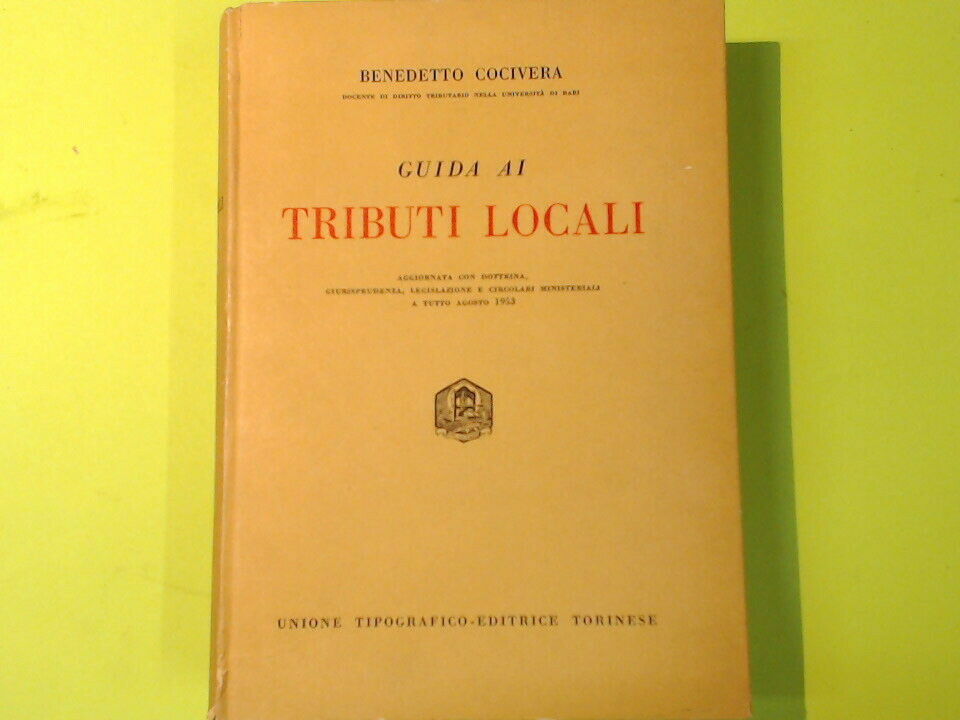 BENEDETTO COCIVERA
DOCENTE DI DIRITTO TRIBUTARIO NELLA UNIVERSITÀ DI BARI
GUIDA AI
TRIBUTI LOCALI
AGGIORNATA CON DOTTRINA,
GIURISPRUDENZA, LEGISLAZIONE E CIRCOLARI MINISTERIALI
A TUTTO AGOSTO 1953
UNIONE TIPOGRAFICO-EDITRICE TORINESE